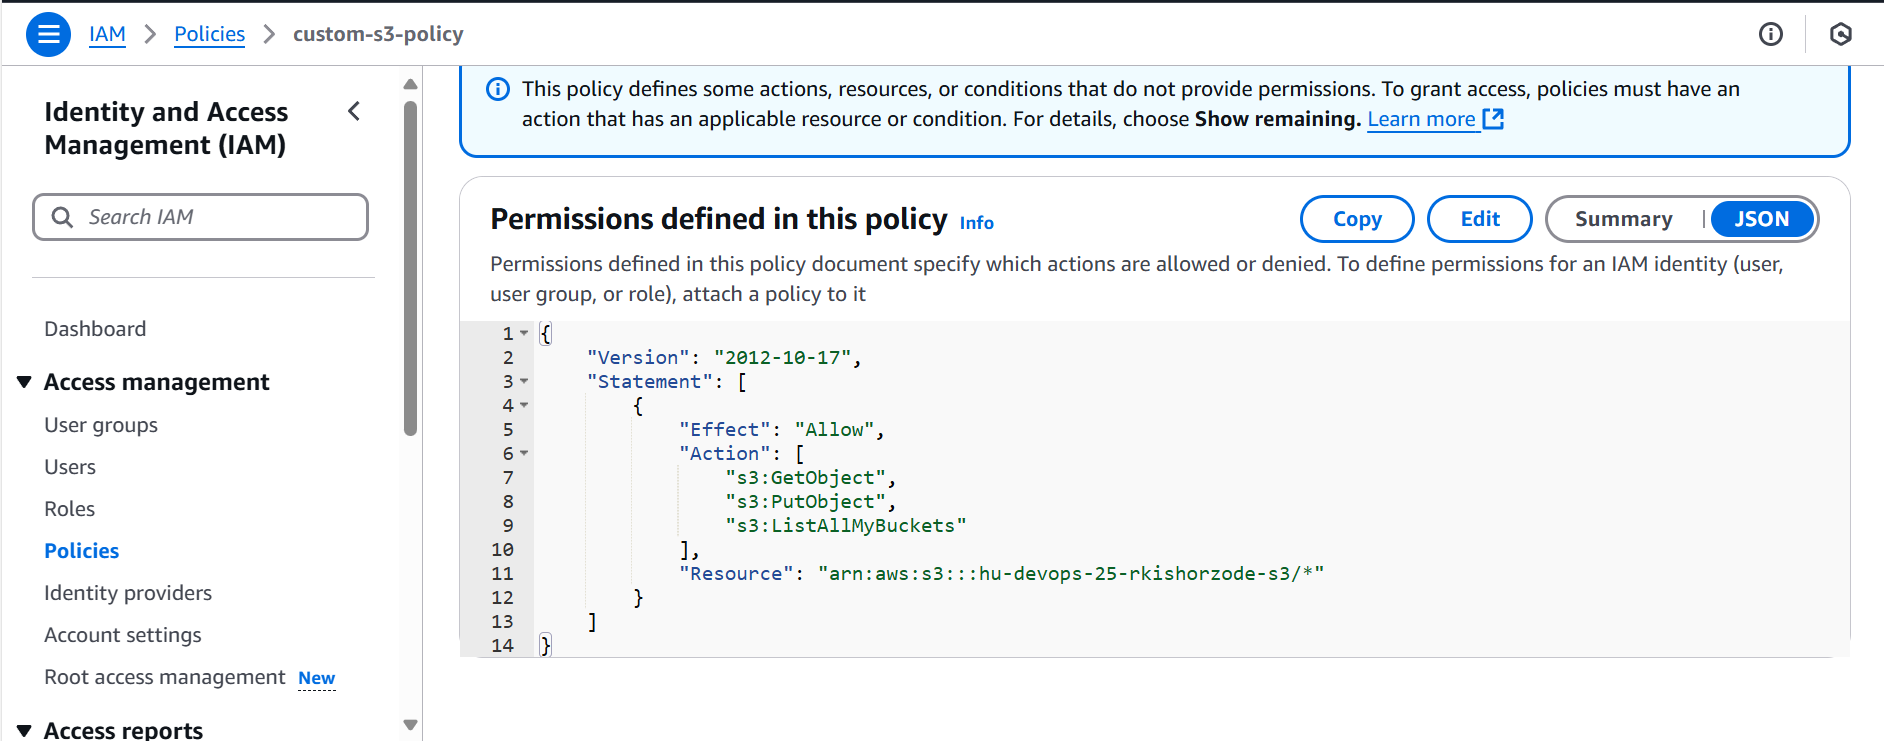 IAM > Policies > custom-s3-policy
Identity and Access
Management (IAM)
Search IAM
Dashboard
Access management
User groups
Users
Roles
Policies
Identity providers
Account settings
Root access management New
Access reports
This policy defines some actions, resources, or conditions that do not provide permissions. To grant access, policies must have an
action that has an applicable resource or condition. For details, choose Show remaining. Learn more
Permissions defined in this policy Info
Copy
Edit
Summary | JSON
Permissions defined in this policy document specify which actions are allowed or denied. To define permissions for an IAM identity (user,
user group, or role), attach a policy to it
1 {
2 "Version": "2012-10-17",
3 "Statement": [
4 {
5 "Effect": "Allow",
6 "Action": [
7 "s3:GetObject",
8 "s3:PutObject",
9 "s3:ListAllMyBuckets"
10 ],
11 "Resource": "arn:aws:s3:::hu-devops-25-rkishorzode-s3/*"
12 }
13 ]
14 }